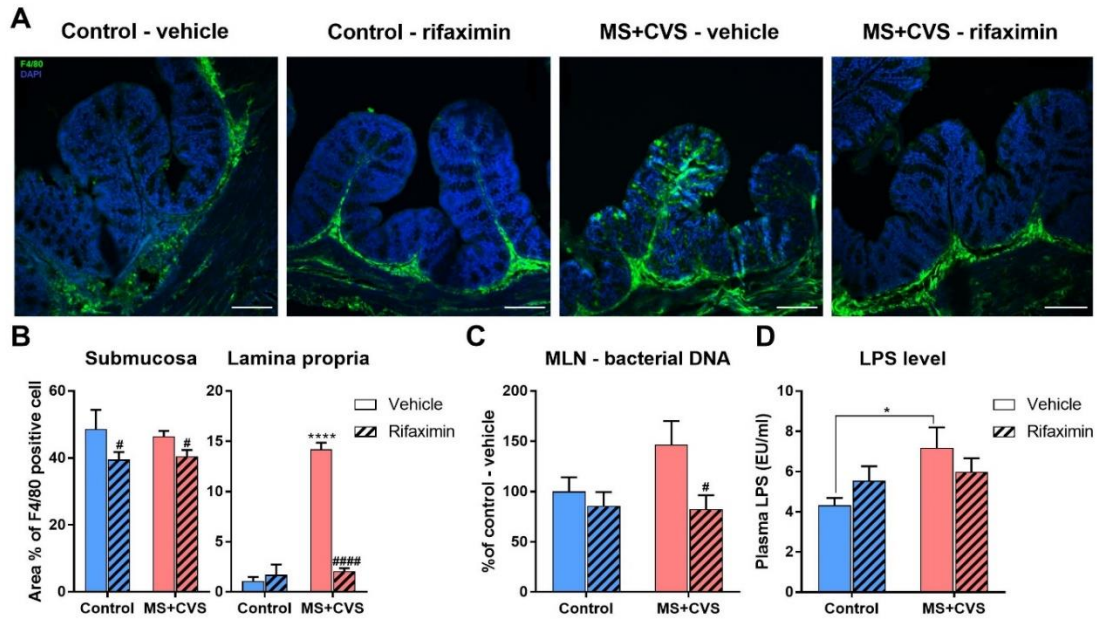 A
Control - vehicle
Control - rifaximin
MS+CVS - vehicle
MS+CVS - rifaximin
F4/80
DAPI
B
Submucosa
Lamina propria
Area % of F4/80 positive cell
60
40
20
0
#
#
Control
MS+CVS
20
15
10
5
0
****
####
Control
MS+CVS
Vehicle
Rifaximin
C
MLN - bacterial DNA
%of control - vehicle
200
150
100
50
0
#
Control
MS+CVS
D
LPS level
Plasma LPS (EU/ml)
10
8
6
4
2
0
*
Control
MS+CVS
Vehicle
Rifaximin